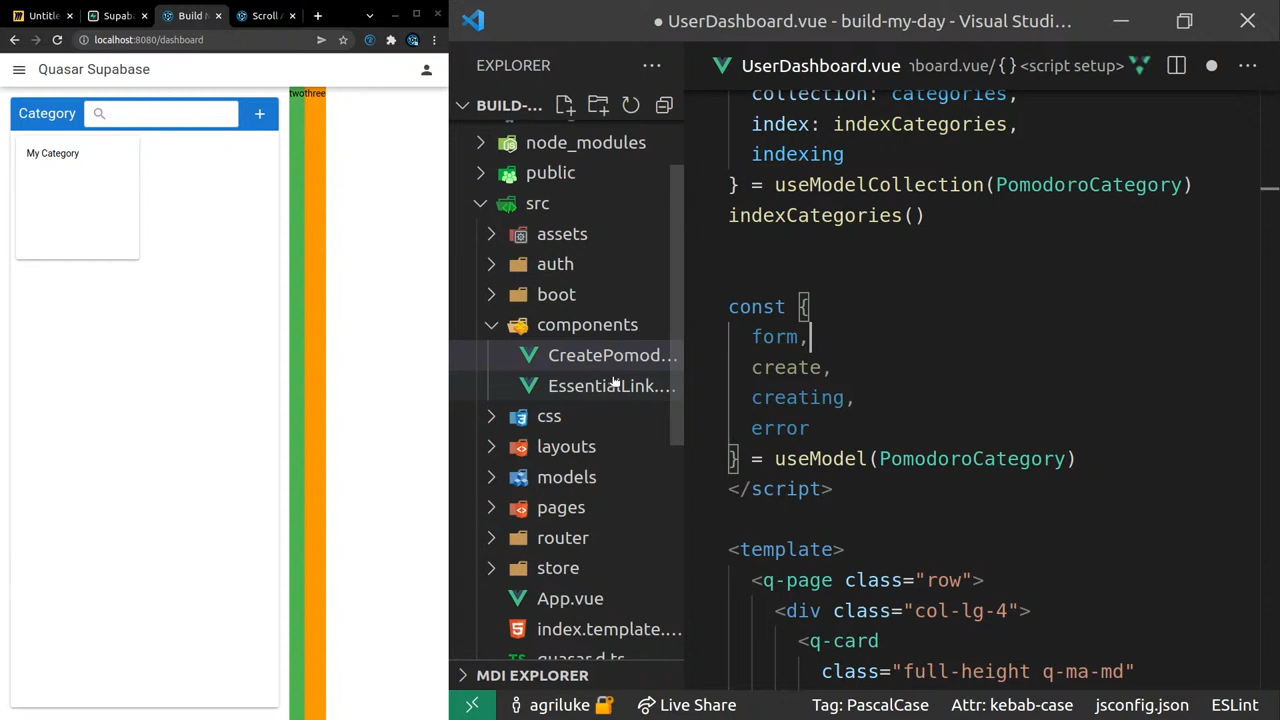 Untitle
Supaba
Build M
Scroll A
localhost:8080/dashboard
Quasar Supabase
Category
My Category
twothree
UserDashboard.vue - build-my-day - Visual Studi...
EXPLORER
BUILD-...
node_modules
public
src
assets
auth
boot
components
CreatePomod...
EssentialLink....
css
layouts
models
pages
router
store
App.vue
index.template....
quasar.d.ts
MDI EXPLORER
UserDashboard.vue
board.vue/ {} <script setup>
collection: categories,
index: indexCategories,
indexing
} = useModelCollection(PomodoroCategory)
indexCategories()
const {
form,
create,
creating,
error
} = useModel(PomodoroCategory)
</script>
<template>
<q-page class="row">
<div class="col-lg-4">
<q-card
class="full-height q-ma-md"
agriluke
Live Share
Tag: PascalCase
Attr: kebab-case
jsconfig.json
ESLint